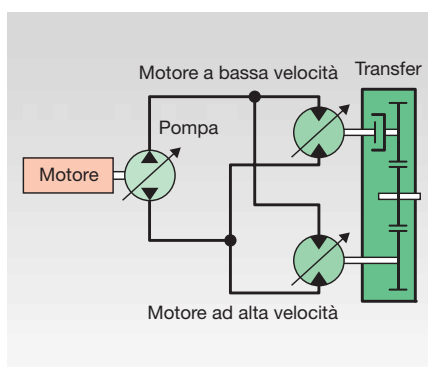 Motore a bassa velocità
Transfer
Pompa
Motore
Motore ad alta velocità